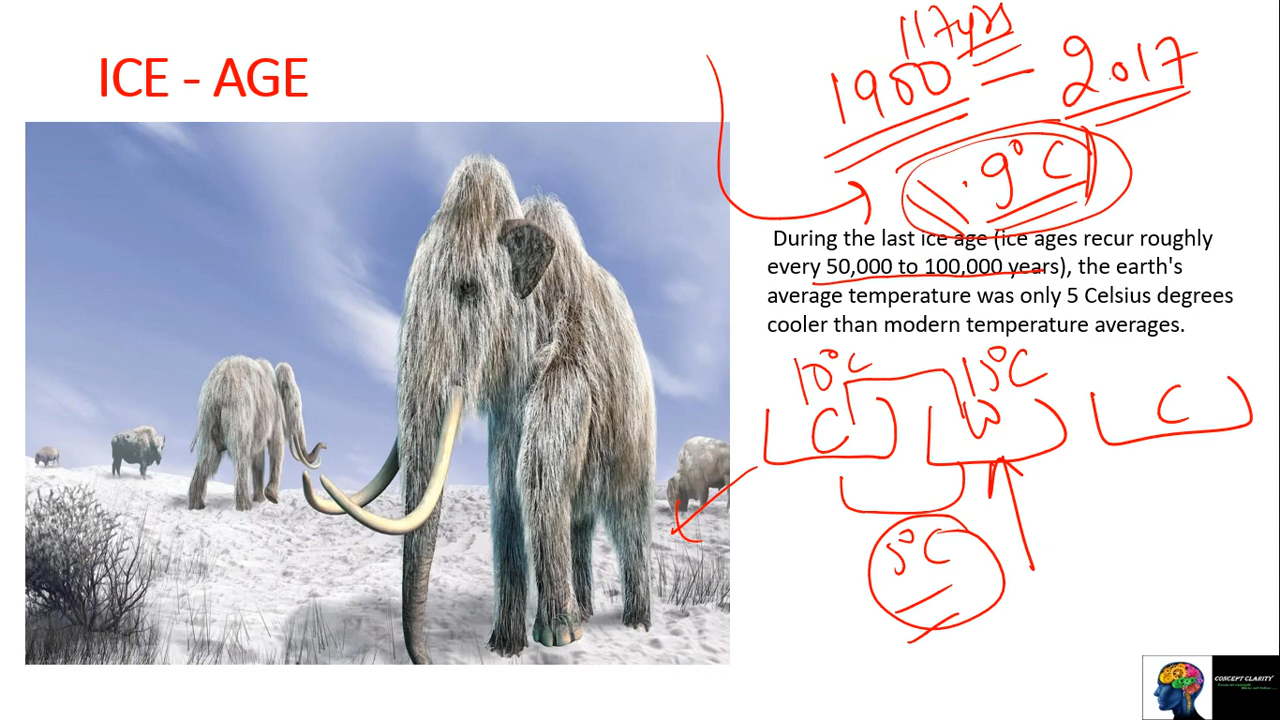 ICE - AGE
117yrs
1900 = 2017
1.9°C
During the last ice age (ice ages recur roughly
every 50,000 to 100,000 years), the earth's
average temperature was only 5 Celsius degrees
cooler than modern temperature averages.
10°C 15°C
C W C
5°C
CONCEPT CLARITY